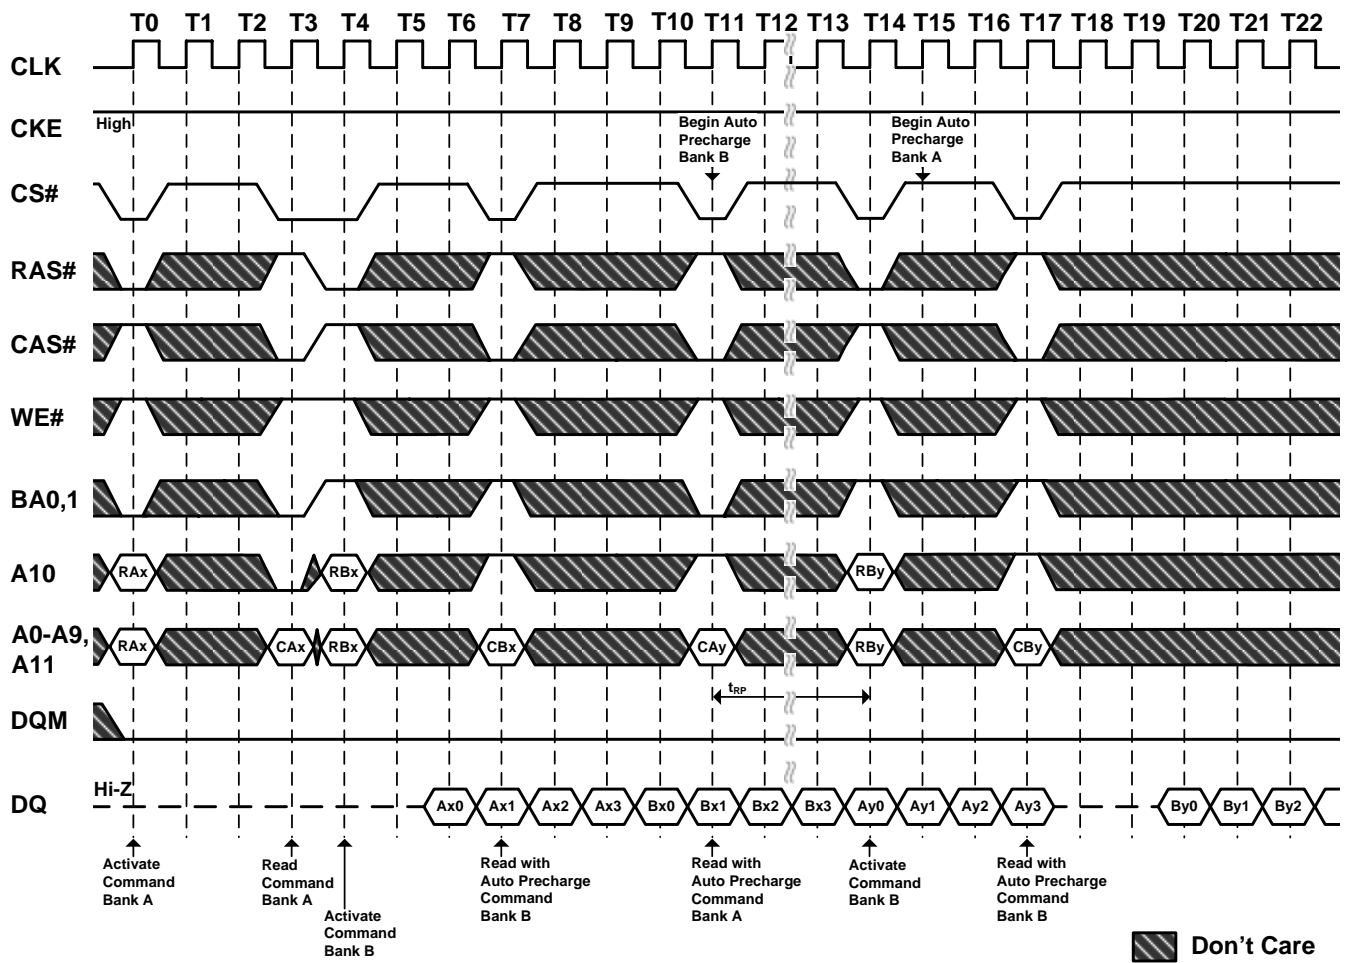 T0 T1 T2 T3 T4 T5 T6 T7 T8 T9 T10 T11 T12 T13 T14 T15 T16 T17 T18 T19 T20 T21 T22
CLK
CKE
High
Begin Auto
Precharge
Bank B
Begin Auto
Precharge
Bank A
CS#
RAS#
CAS#
WE#
BA0,1
A10
RAx RBx RBy
A0-A9,
A11
RAx CAx RBx CBx CAy RBy CBy
tRP
DQM
DQ
Hi-Z
Ax0 Ax1 Ax2 Ax3 Bx0 Bx1 Bx2 Bx3 Ay0 Ay1 Ay2 Ay3 By0 By1 By2
Activate
Command
Bank A
Read
Command
Bank A
Activate
Command
Bank B
Read with
Auto Precharge
Command
Bank B
Read with
Auto Precharge
Command
Bank A
Activate
Command
Bank B
Read with
Auto Precharge
Command
Bank B
Don't Care